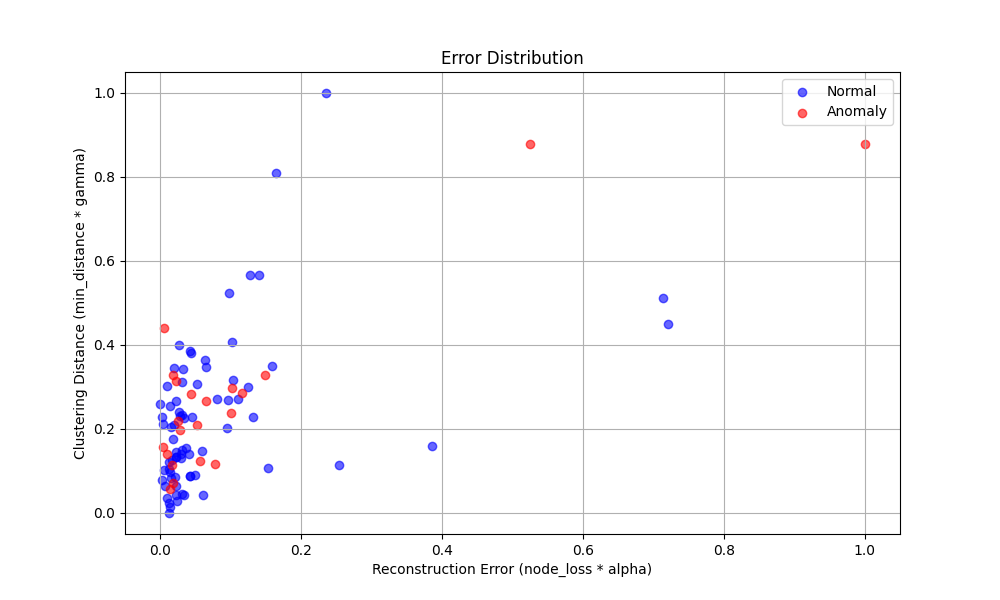 Error Distribution
Normal
Anomaly
1.0
0.8
0.6
0.4
0.2
0.0
Clustering Distance (min_distance * gamma)
0.0 0.2 0.4 0.6 0.8 1.0
Reconstruction Error (node_loss * alpha)